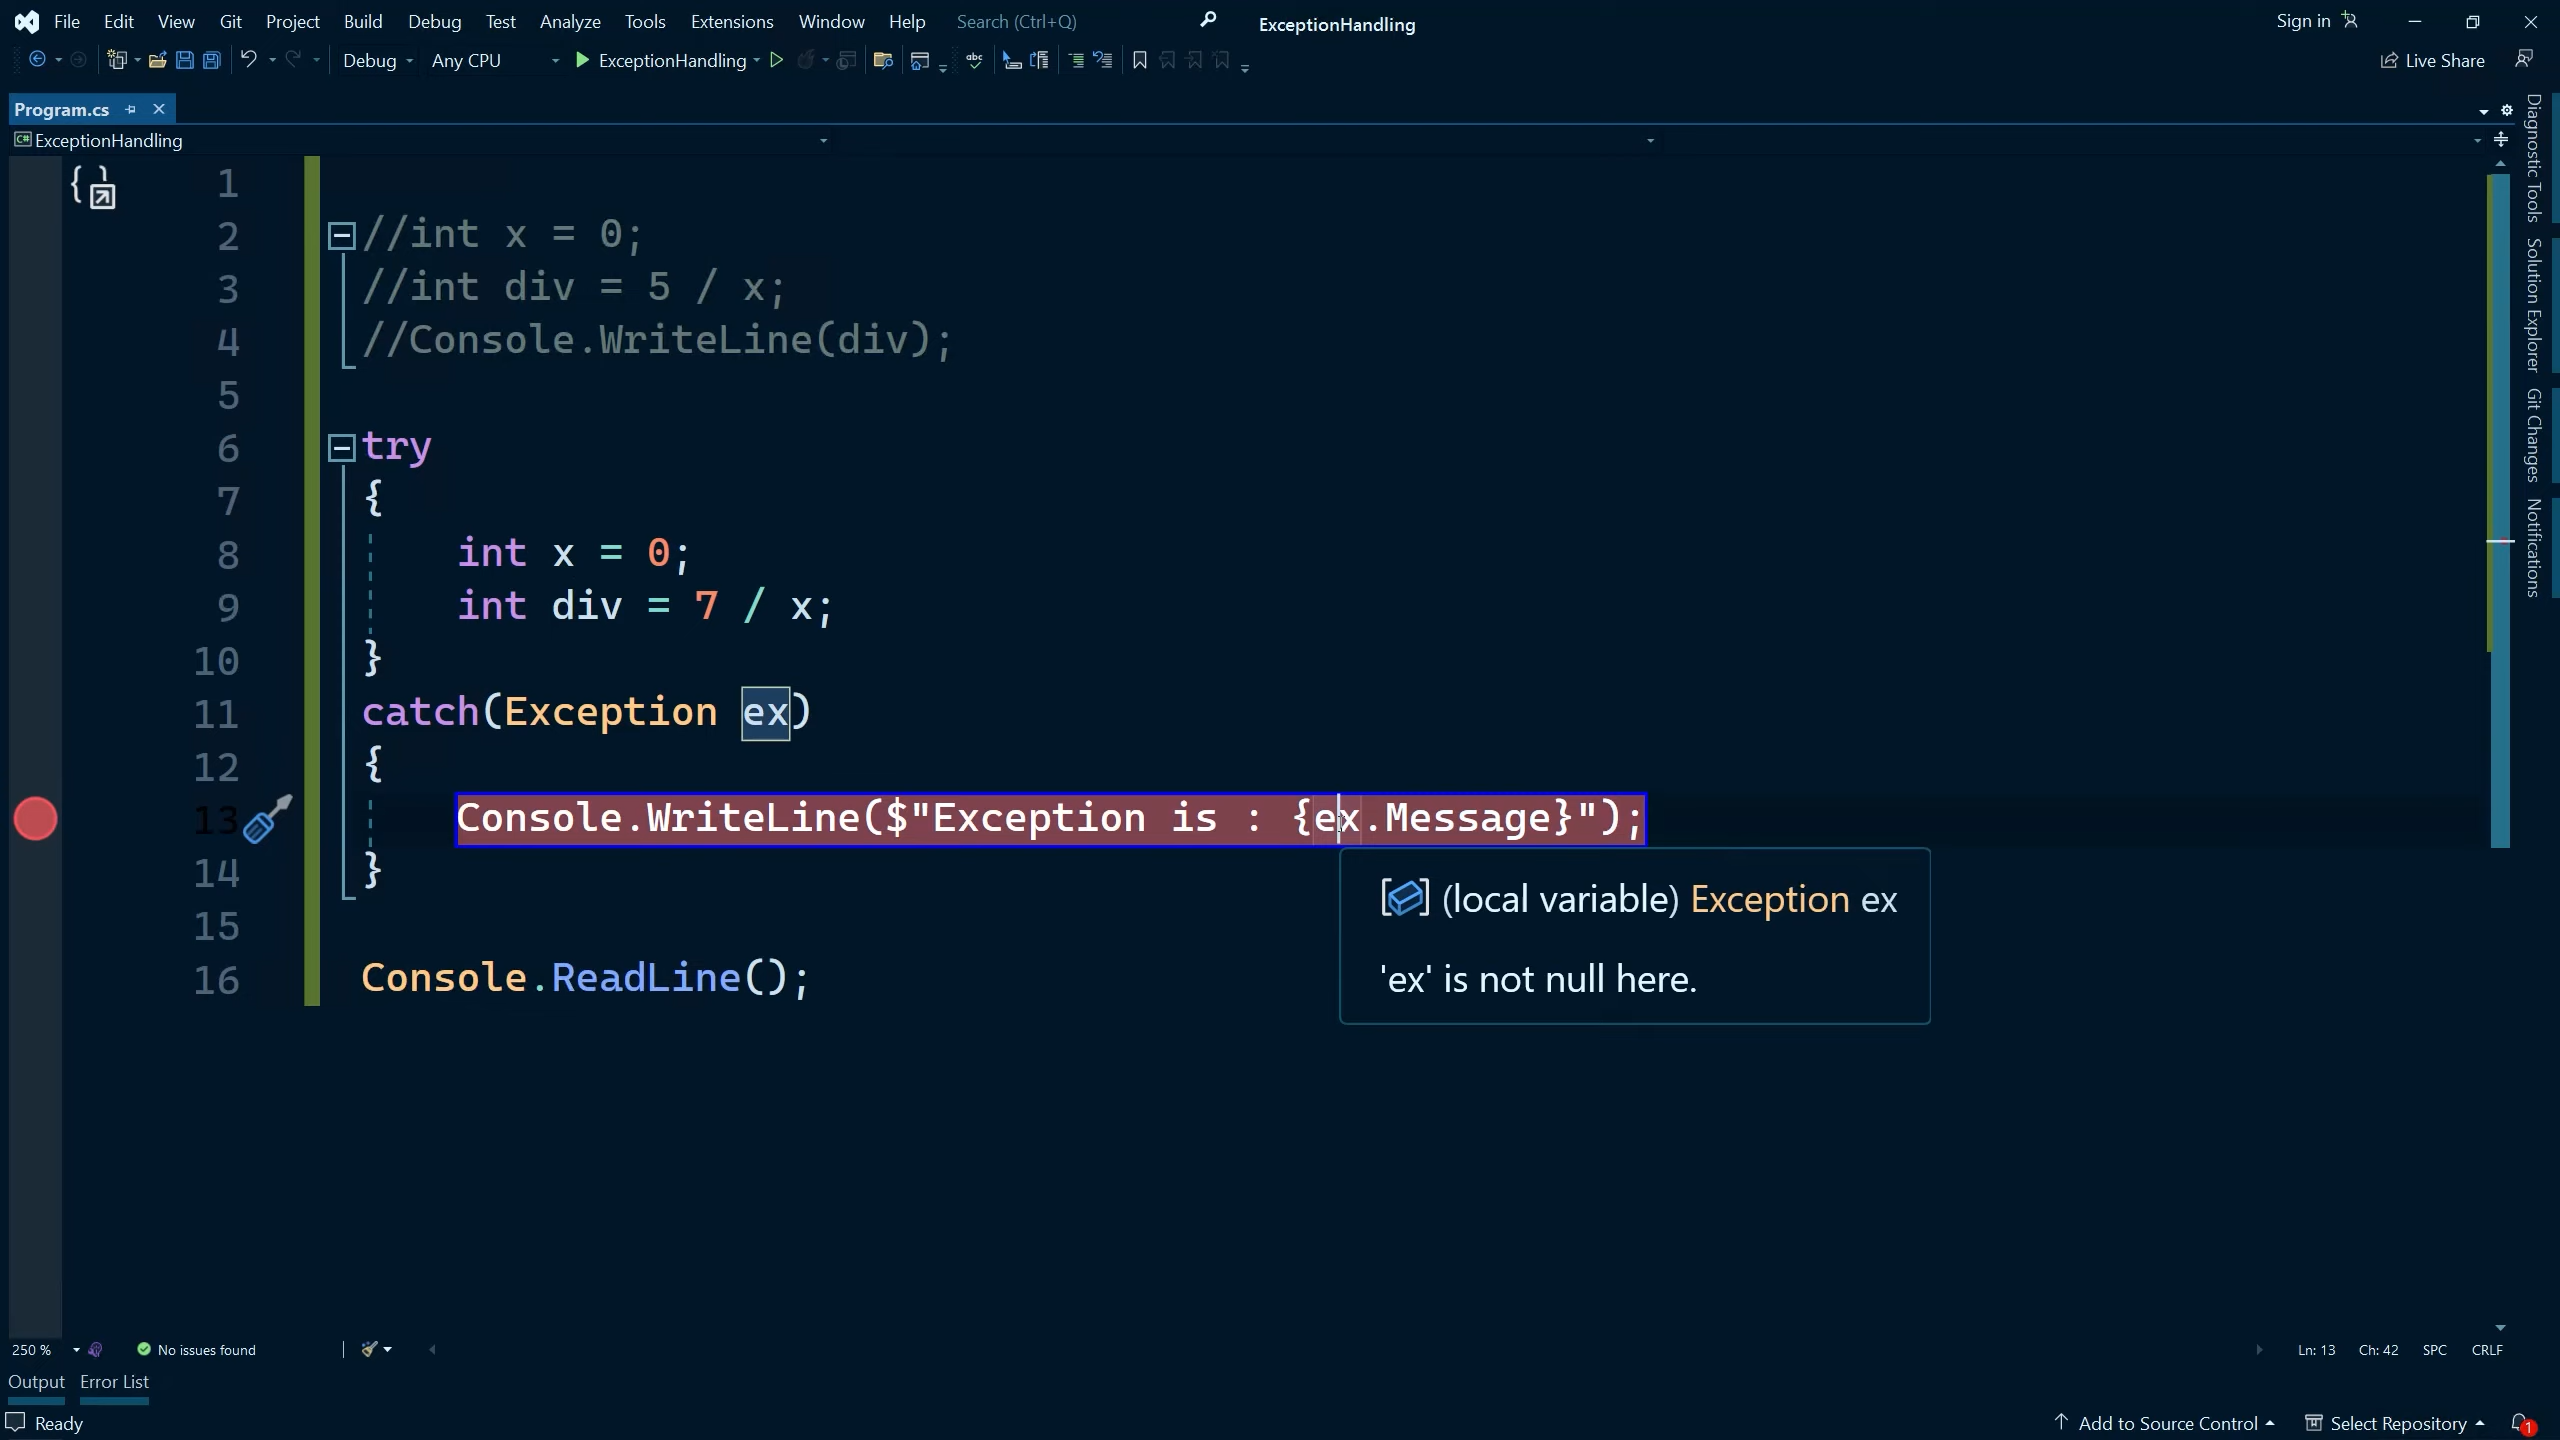 File Edit View Git Project Build Debug Test Analyze Tools Extensions Window Help Search (Ctrl+Q) ExceptionHandling Sign in
Debug Any CPU ExceptionHandling Live Share
Program.cs
C# ExceptionHandling
1
2 //int x = 0;
3 //int div = 5 / x;
4 //Console.WriteLine(div);
5
6 try
7 {
8 int x = 0;
9 int div = 7 / x;
10 }
11 catch(Exception ex)
12 {
13 Console.WriteLine($"Exception is : {ex.Message}");
14 }
15
16 Console.ReadLine();
(local variable) Exception ex
'ex' is not null here.
Diagnostic Tools
Solution Explorer
Git Changes
Notifications
250 % No issues found Ln: 13 Ch: 42 SPC CRLF
Output Error List
Ready Add to Source Control Select Repository 1